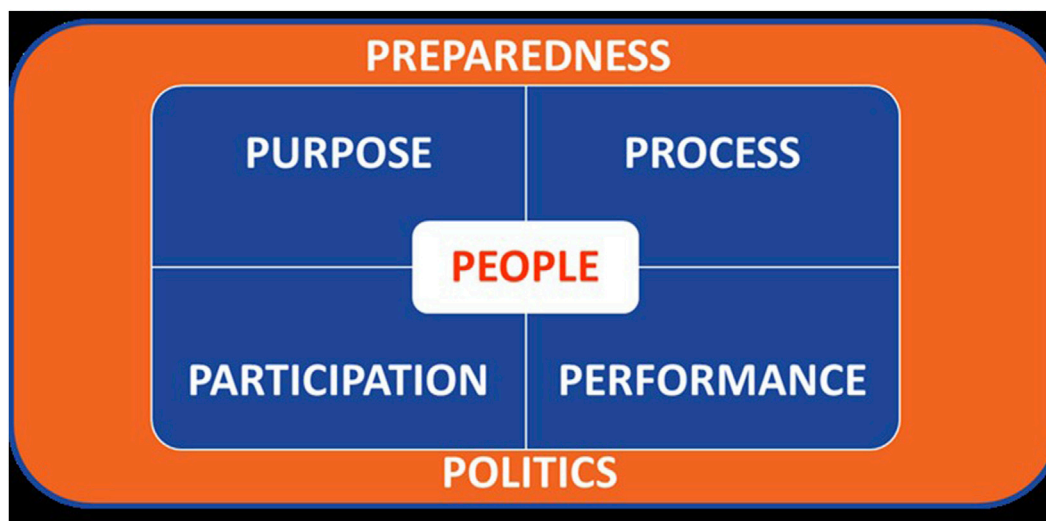 PREPAREDNESS
PURPOSE
PROCESS
PEOPLE
PARTICIPATION
PERFORMANCE
POLITICS